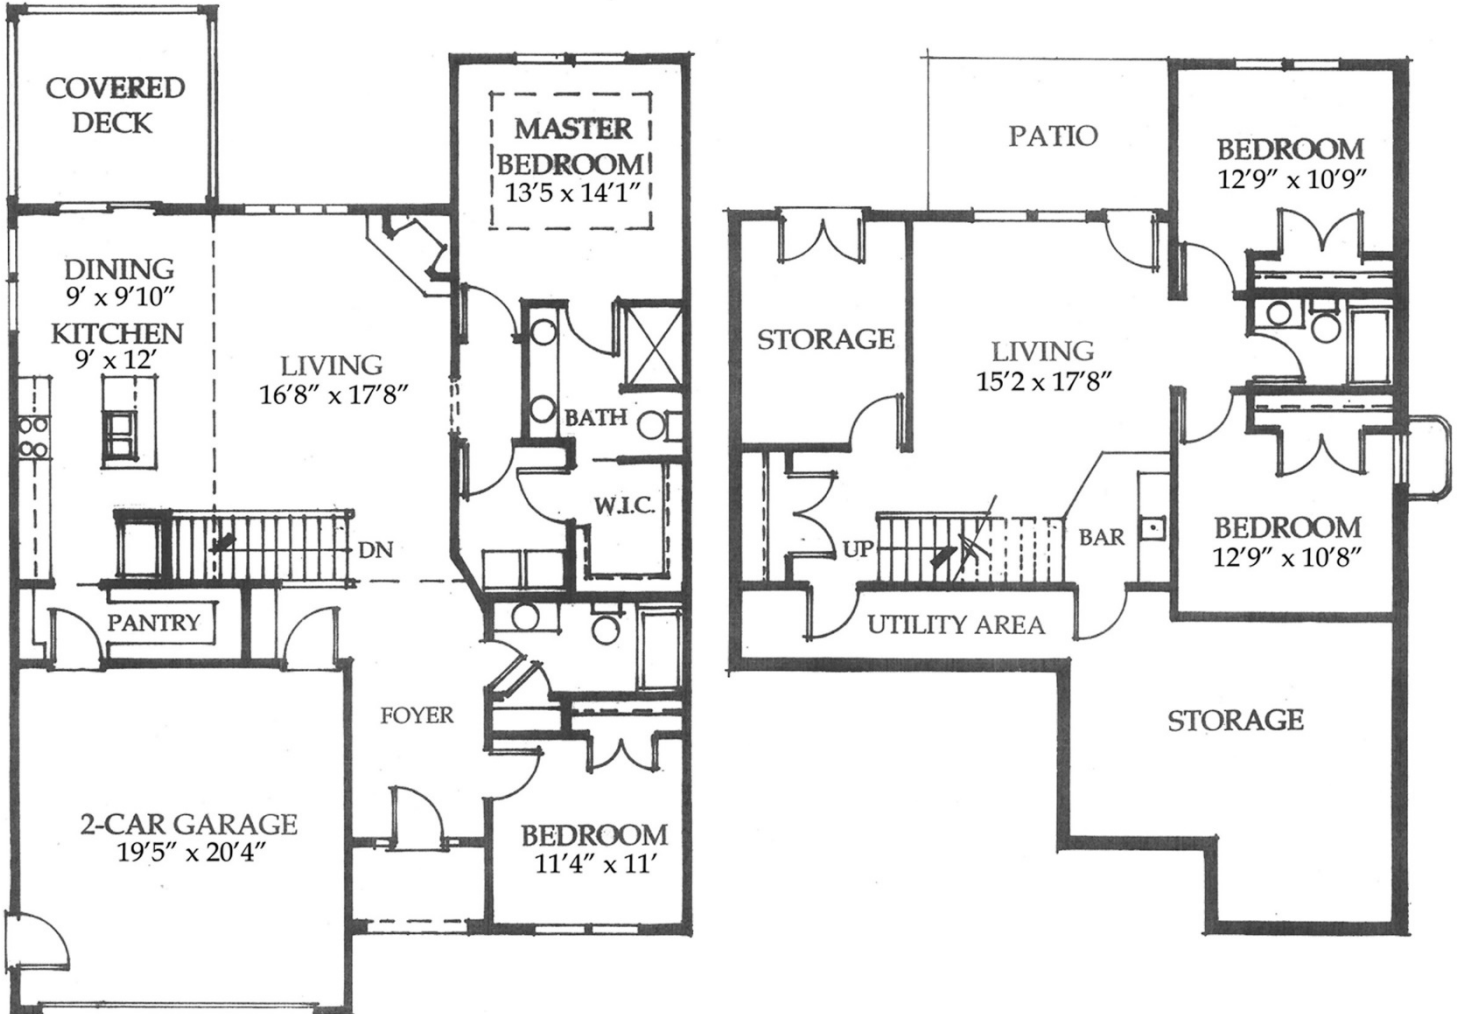 COVERED
DECK
MASTER
BEDROOM
13'5 x 14'1"
DINING
9' x 9'10"
KITCHEN
9' x 12'
LIVING
16'8" x 17'8"
BATH
W.I.C.
DN
PANTRY
FOYER
2-CAR GARAGE
19'5" x 20'4"
BEDROOM
11'4" x 11'
PATIO
BEDROOM
12'9" x 10'9"
STORAGE
LIVING
15'2 x 17'8"
UP
BAR
BEDROOM
12'9" x 10'8"
UTILITY AREA
STORAGE